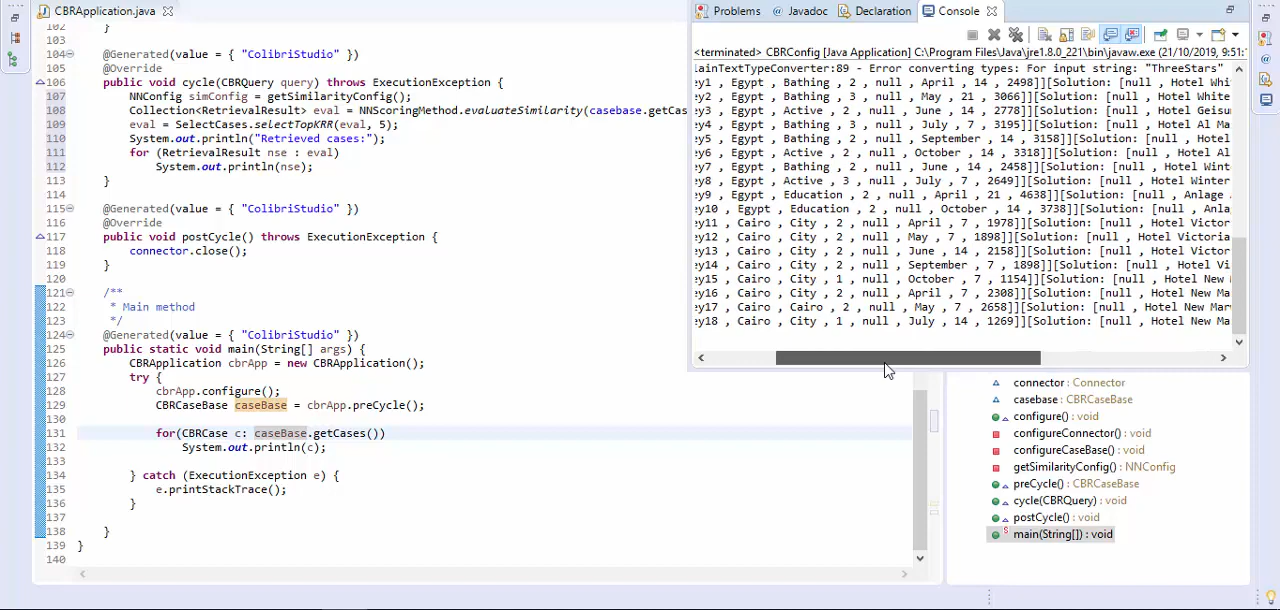 CBRApplication.java
102 }
103
104 @Generated(value = { "ColibriStudio" })
105 @Override
106 public void cycle(CBRQuery query) throws ExecutionException {
107 NNConfig simConfig = getSimilarityConfig();
108 Collection<RetrievalResult> eval = NNScoringMethod.evaluateSimilarity(casebase.getCas
109 eval = SelectCases.selectTopKRR(eval, 5);
110 System.out.println("Retrieved cases:");
111 for (RetrievalResult nse : eval)
112 System.out.println(nse);
113 }
114
115 @Generated(value = { "ColibriStudio" })
116 @Override
117 public void postCycle() throws ExecutionException {
118 connector.close();
119 }
120
121 /**
122 * Main method
123 */
124 @Generated(value = { "ColibriStudio" })
125 public static void main(String[] args) {
126 CBRApplication cbrApp = new CBRApplication();
127 try {
128 cbrApp.configure();
129 CBRCaseBase caseBase = cbrApp.preCycle();
130
131 for(CBRCase c: caseBase.getCases())
132 System.out.println(c);
133
134 } catch (ExecutionException e) {
135 e.printStackTrace();
136 }
137
138 }
139 }
140
Problems @ Javadoc Declaration Console
<terminated> CBRConfig [Java Application] C:\Program Files\Java\jre1.8.0_221\bin\javaw.exe (21/10/2019, 9:51:
lainTextTypeConverter:89 - Error converting types: For input string: "ThreeStars"
ey1 , Egypt , Bathing , 2 , null , April , 14 , 2498]][Solution: [null , Hotel Whi
ey2 , Egypt , Bathing , 3 , null , May , 21 , 3066]][Solution: [null , Hotel White
ey3 , Egypt , Active , 2 , null , June , 14 , 2778]][Solution: [null , Hotel Geisu
ey4 , Egypt , Bathing , 3 , null , July , 7 , 3195]][Solution: [null , Hotel Al Ma
ey5 , Egypt , Bathing , 2 , null , September , 14 , 3158]][Solution: [null , Hotel
ey6 , Egypt , Active , 2 , null , October , 14 , 3318]][Solution: [null , Hotel Al
ey7 , Egypt , Bathing , 2 , null , June , 14 , 2458]][Solution: [null , Hotel Wint
ey8 , Egypt , Active , 3 , null , July , 7 , 2649]][Solution: [null , Hotel Winter
ey9 , Egypt , Education , 2 , null , April , 21 , 4638]][Solution: [null , Anlage
ey10 , Egypt , Education , 2 , null , October , 14 , 3738]][Solution: [null , Anla
ey11 , Cairo , City , 2 , null , April , 7 , 1978]][Solution: [null , Hotel Victor
ey12 , Cairo , City , 2 , null , May , 7 , 1898]][Solution: [null , Hotel Victoria
ey13 , Cairo , City , 2 , null , June , 14 , 2158]][Solution: [null , Hotel Victor
ey14 , Cairo , City , 2 , null , September , 7 , 1898]][Solution: [null , Hotel Vi
ey15 , Cairo , City , 1 , null , October , 7 , 1154]][Solution: [null , Hotel New
ey16 , Cairo , City , 2 , null , April , 7 , 2308]][Solution: [null , Hotel New Ma
ey17 , Cairo , Cairo , 2 , null , May , 7 , 2658]][Solution: [null , Hotel New Mar
ey18 , Cairo , City , 1 , null , July , 14 , 1269]][Solution: [null , Hotel New Ma
connector : Connector
casebase : CBRCaseBase
configure() : void
configureConnector() : void
configureCaseBase() : void
getSimilarityConfig() : NNConfig
preCycle() : CBRCaseBase
cycle(CBRQuery) : void
postCycle() : void
main(String[]) : void